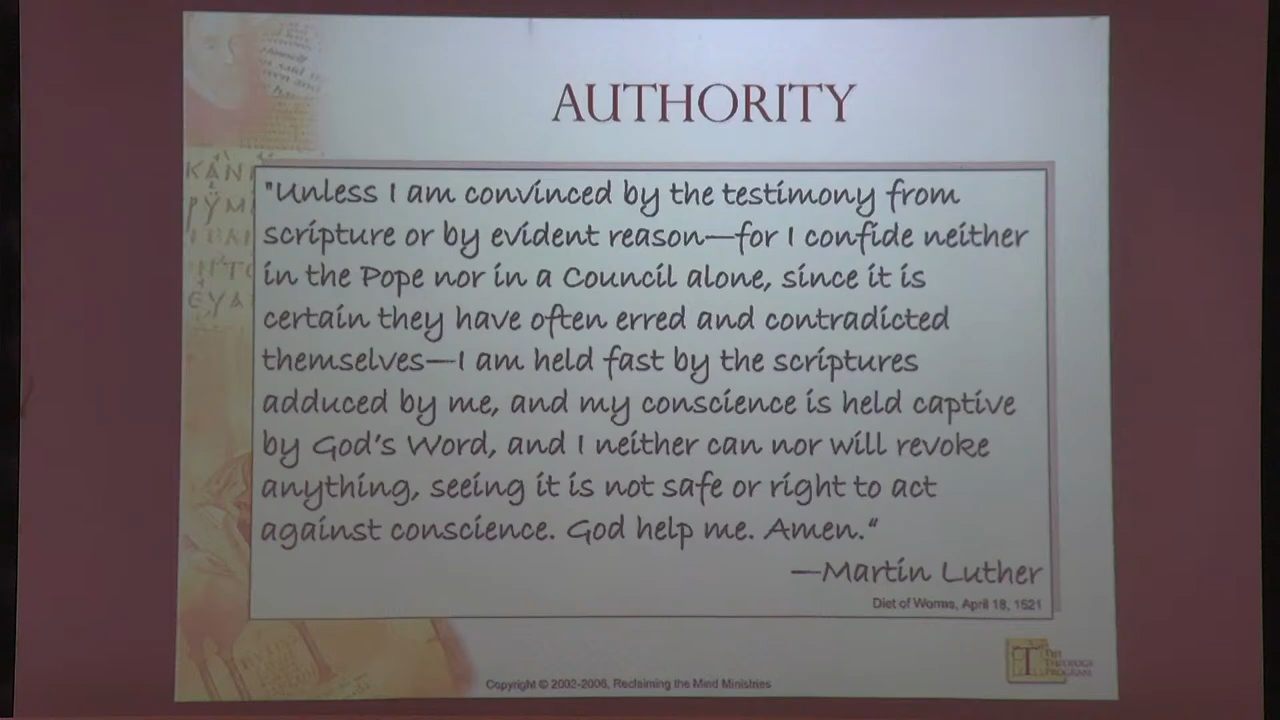 AUTHORITY
"Unless I am convinced by the testimony from
scripture or by evident reason—for I confide neither
in the Pope nor in a Council alone, since it is
certain they have often erred and contradicted
themselves—I am held fast by the scriptures
adduced by me, and my conscience is held captive
by God's Word, and I neither can nor will revoke
anything, seeing it is not safe or right to act
against conscience. God help me. Amen."
—Martin Luther
Diet of Worms, April 18, 1521
Copyright © 2002-2006, Reclaiming the Mind Ministries
THE
THEOLOGY
PROGRAM